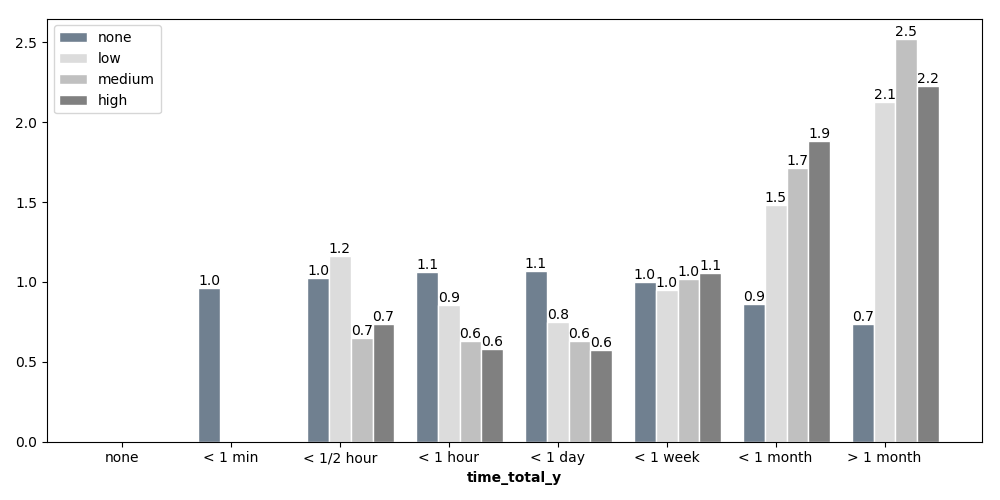 none
low
medium
high
2.5
2.0
1.5
1.0
0.5
0.0
1.0
1.0 1.2 0.7 0.7
1.1 0.9 0.6 0.6
1.1 0.8 0.6 0.6
1.0 1.0 1.0 1.1
0.9 1.5 1.7 1.9
0.7 2.1 2.5 2.2
none < 1 min < 1/2 hour < 1 hour < 1 day < 1 week < 1 month > 1 month
time_total_y